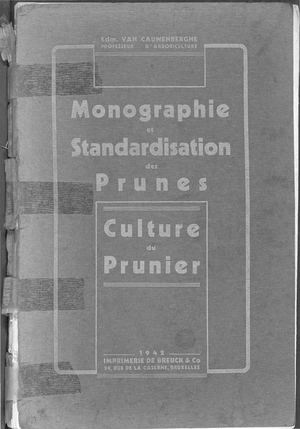 Edm. VAN CAUWENBERGHE
PROFESSEUR D'ARBORICULTURE
Monographie
et
Standardisation
des
Prunes
Culture
du
Prunier
1942
IMPRIMERIE DE BREUCK & Co
54, RUE DE LA CASERNE, BRUXELLES